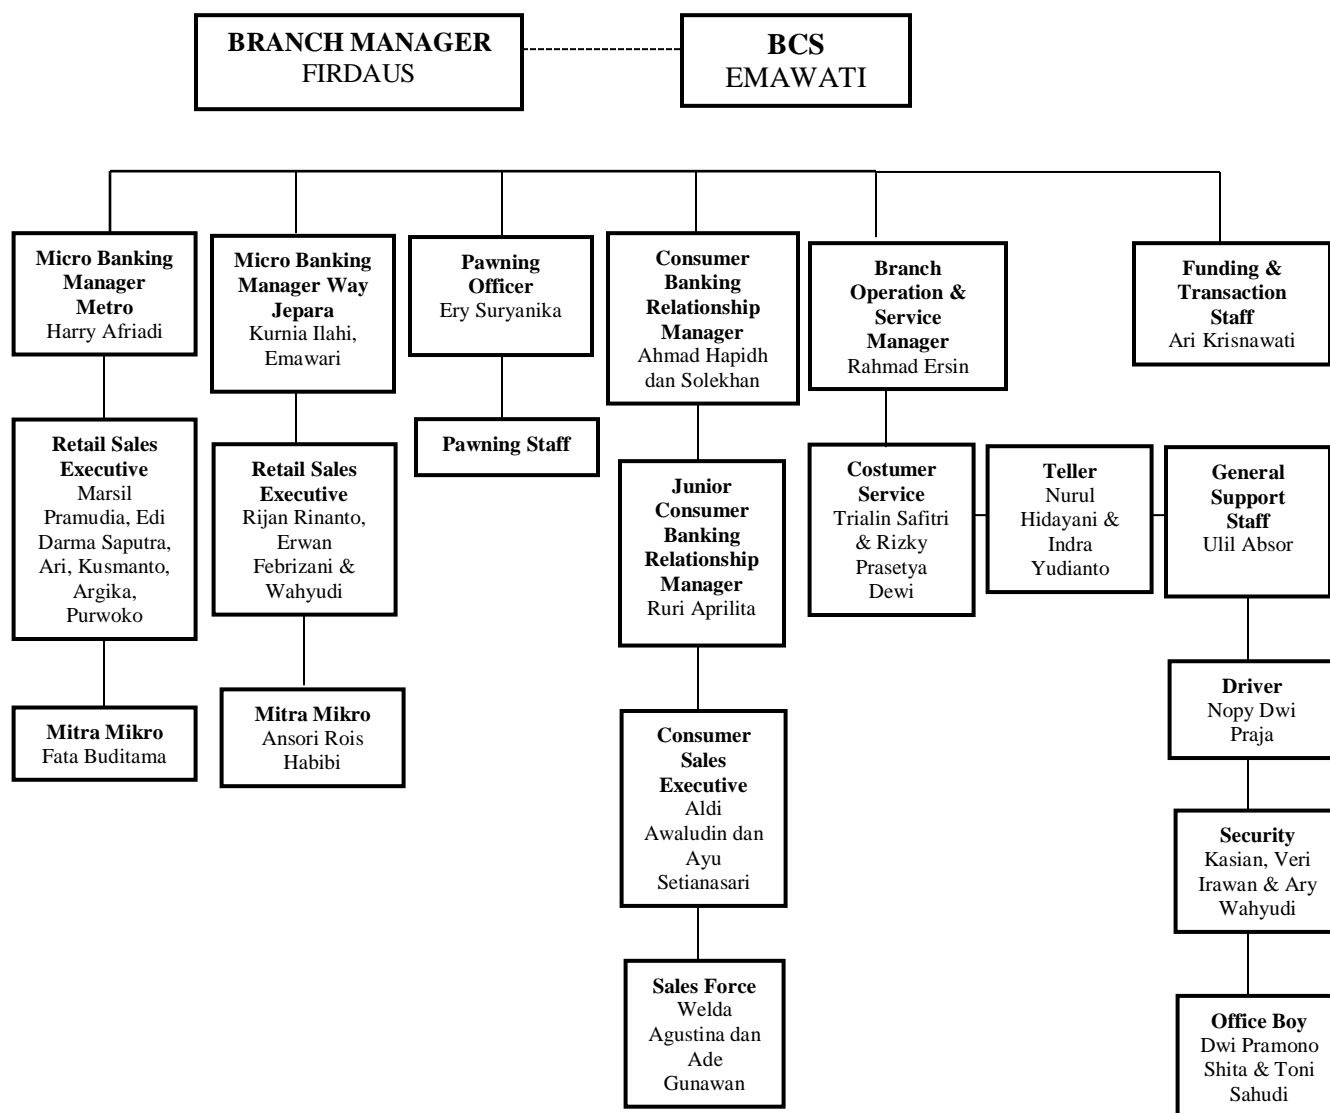 BRANCH MANAGER
FIRDAUS
BCS
EMAWATI
Micro Banking
Manager
Metro
Harry Afriadi
Micro Banking
Manager Way
Jepara
Kurnia Ilahi,
Emawari
Pawning
Officer
Ery Suryanika
Consumer
Banking
Relationship
Manager
Ahmad Hapidh
dan Solekhan
Branch
Operation &
Service
Manager
Rahmad Ersin
Funding &
Transaction
Staff
Ari Krisnawati
Retail Sales
Executive
Marsil
Pramudia, Edi
Darma Saputra,
Ari, Kusmanto,
Argika,
Purwoko
Retail Sales
Executive
Rijan Rinanto,
Erwan
Febrizani &
Wahyudi
Pawning Staff
Junior
Consumer
Banking
Relationship
Manager
Ruri Aprilita
Costumer
Service
Trialin Safitri
& Rizky
Prasetya
Dewi
Teller
Nurul
Hidayani &
Indra
Yudianto
General
Support
Staff
Ulil Absor
Mitra Mikro
Fata Buditama
Mitra Mikro
Ansori Rois
Habibi
Consumer
Sales
Executive
Aldi
Awaludin dan
Ayu
Setianasari
Driver
Nopy Dwi
Praja
Security
Kasian, Veri
Irawan & Ary
Wahyudi
Sales Force
Welda
Agustina dan
Ade
Gunawan
Office Boy
Dwi Pramono
Shita & Toni
Sahudi